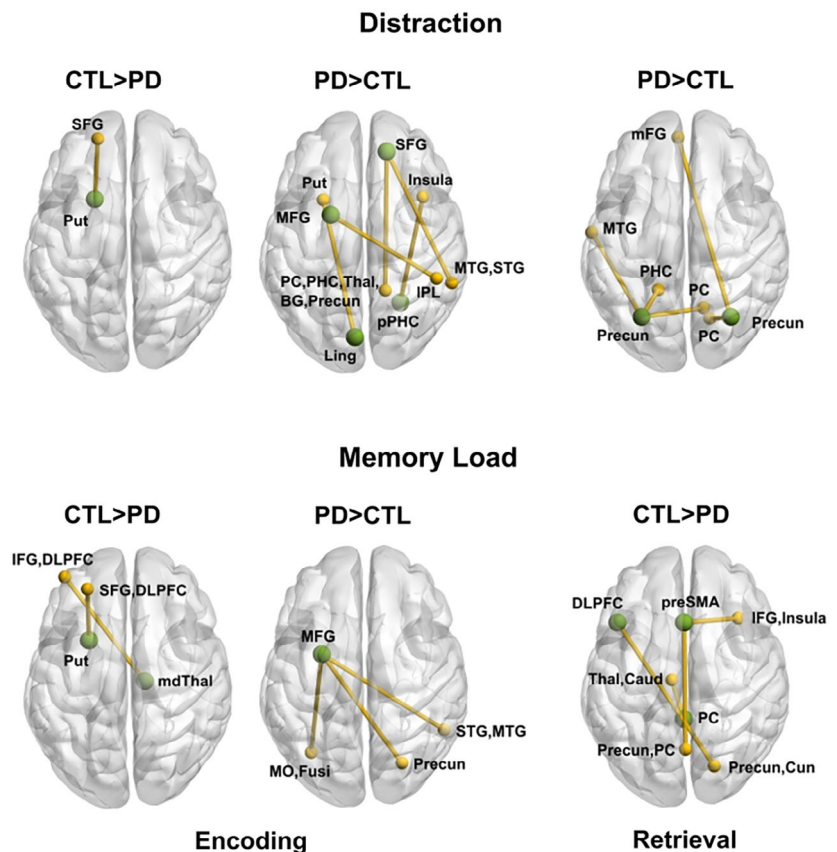 Distraction
CTL>PD
PD>CTL
PD>CTL
SFG
Put
SFG
Put
Insula
MFG
MTG,STG
PC,PHC,Thal,
BG,Precun
IPL
pPHC
Ling
mFG
MTG
PHC
PC
Precun
PC
Precun
Memory Load
CTL>PD
PD>CTL
CTL>PD
IFG,DLPFC
SFG,DLPFC
Put
mdThal
MFG
STG,MTG
MO,Fusi
Precun
DLPFC
preSMA
IFG,Insula
Thal,Caud
PC
Precun,PC
Precun,Cun
Encoding
Retrieval